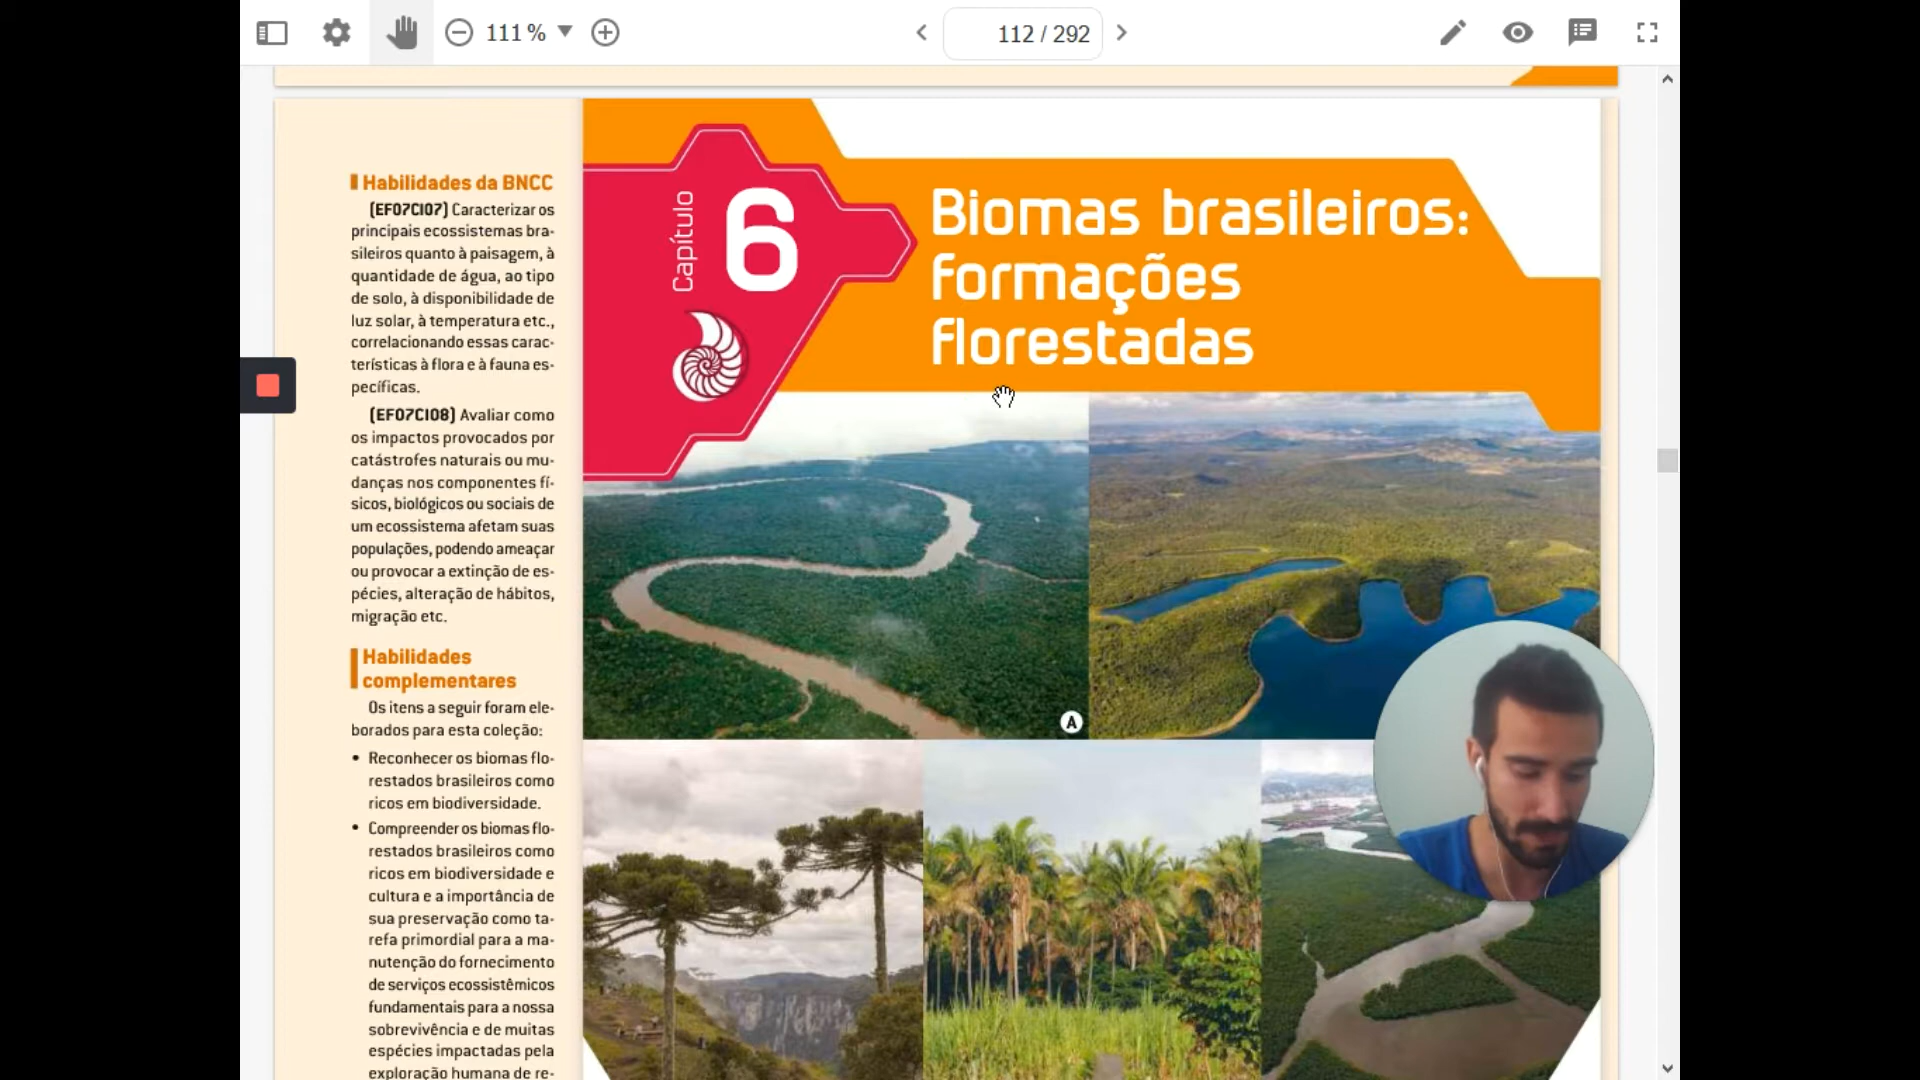 111 %
112 / 292
Habilidades da BNCC
(EF07CI07) Caracterizar os
principais ecossistemas bra-
sileiros quanto à paisagem, à
quantidade de água, ao tipo
de solo, à disponibilidade de
luz solar, à temperatura etc.,
correlacionando essas carac-
terísticas à flora e à fauna es-
pecíficas.
(EF07CI08) Avaliar como
os impactos provocados por
catástrofes naturais ou mu-
danças nos componentes fí-
sicos, biológicos ou sociais de
um ecossistema afetam suas
populações, podendo ameaçar
ou provocar a extinção de es-
pécies, alteração de hábitos,
migração etc.
Habilidades
complementares
Os itens a seguir foram ele-
borados para esta coleção:
• Reconhecer os biomas flo-
restados brasileiros como
ricos em biodiversidade.
• Compreender os biomas flo-
restados brasileiros como
ricos em biodiversidade e
cultura e a importância de
sua preservação como ta-
refa primordial para a ma-
nutenção do fornecimento
de serviços ecossistêmicos
fundamentais para a nossa
sobrevivência e de muitas
espécies impactadas pela
exploração humana de re-
Capítulo
6
Biomas brasileiros:
formações
florestadas
A